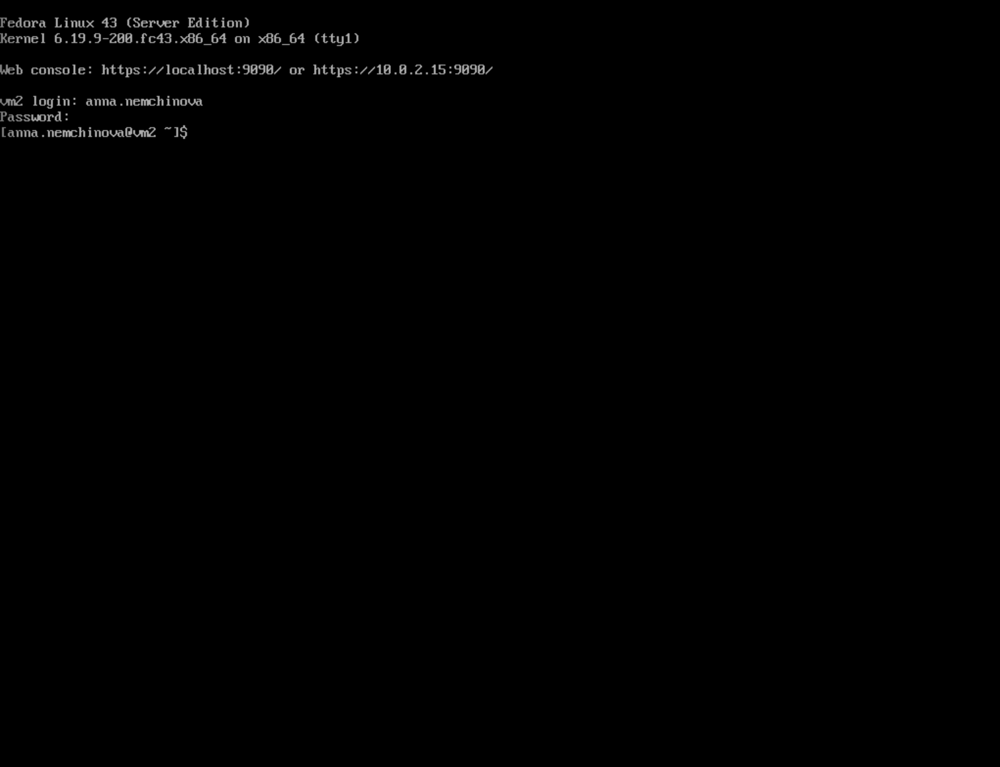 Fedora Linux 43 (Server Edition)
Kernel 6.19.9-200.fc43.x86_64 on x86_64 (tty1)
Web console: https://localhost:9090/ or https://10.0.2.15:9090/
vm2 login: anna.nemchinova
Password:
[anna.nemchinova@vm2 ~]$